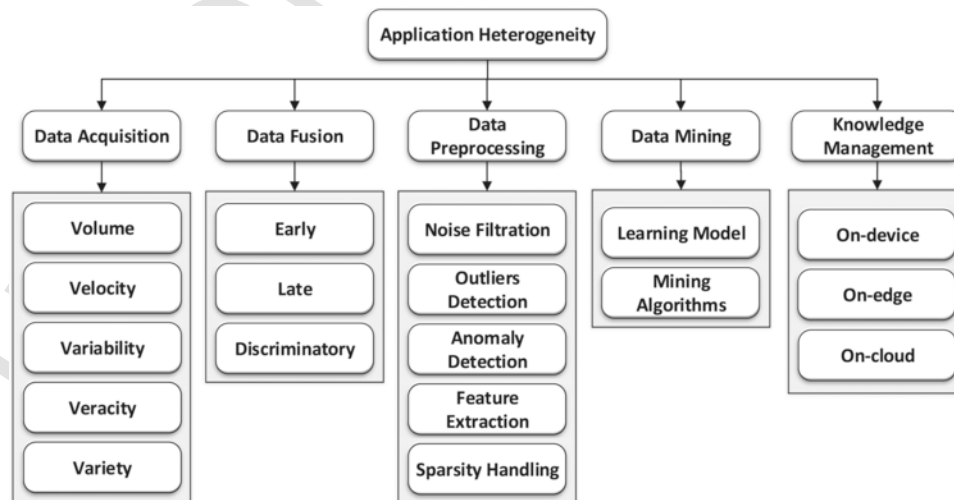 Application Heterogeneity
Data Acquisition
Data Fusion
Data
Preprocessing
Data Mining
Knowledge
Management
Volume
Velocity
Variability
Veracity
Variety
Early
Late
Discriminatory
Noise Filtration
Outliers
Detection
Anomaly
Detection
Feature
Extraction
Sparsity Handling
Learning Model
Mining
Algorithms
On-device
On-edge
On-cloud